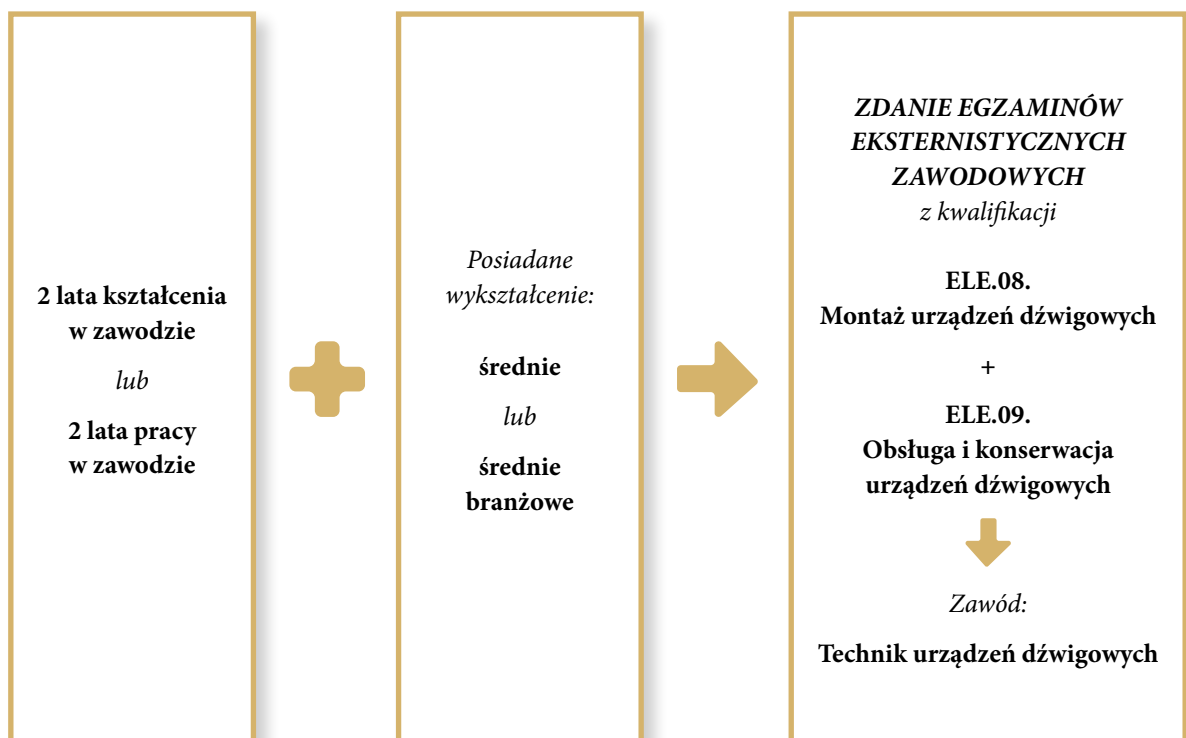 2 lata kształcenia
w zawodzie
lub
2 lata pracy
w zawodzie
Posiadane
wykształcenie:
średnie
lub
średnie
branżowe
ZDANIE EGZAMINÓW
EKSTERNISTYCZNYCH
ZAWODOWYCH
z kwalifikacji
ELE.08.
Montaż urządzeń dźwigowych
+
ELE.09.
Obsługa i konserwacja
urządzeń dźwigowych
Zawód:
Technik urządzeń dźwigowych